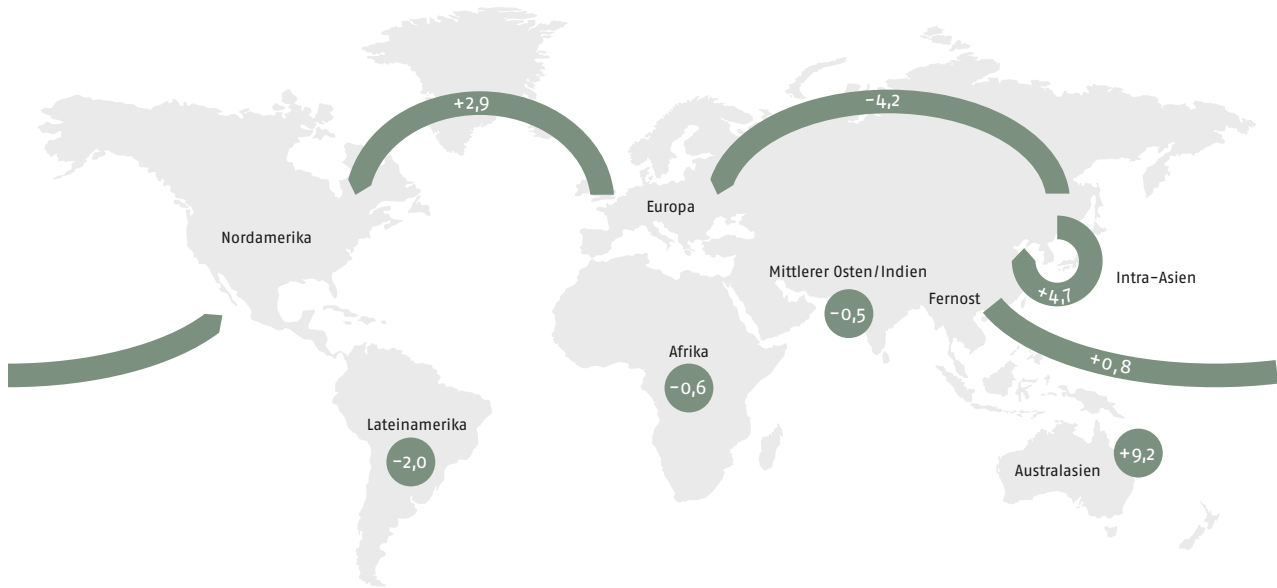 +2,9
-4,2
Europa
Nordamerika
Mittlerer Osten/Indien
Intra-Asien
Fernost
+4,7
-0,5
Afrika
+0,8
-0,6
Lateinamerika
-2,0
Australasien
+9,2